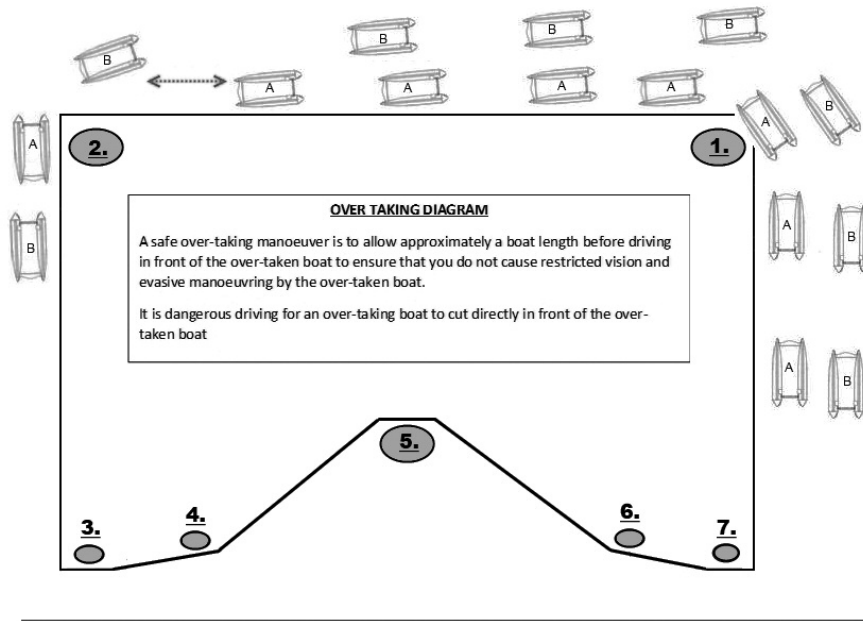 B
B
B
B
A
A
A
A
A
B
A
2.
1.
OVER TAKING DIAGRAM
A safe over-taking manoeuver is to allow approximately a boat length before driving
in front of the over-taken boat to ensure that you do not cause restricted vision and
evasive manoeuvring by the over-taken boat.
It is dangerous driving for an over-taking boat to cut directly in front of the over-
taken boat
B
A
B
A
B
5.
3.
4.
6.
7.